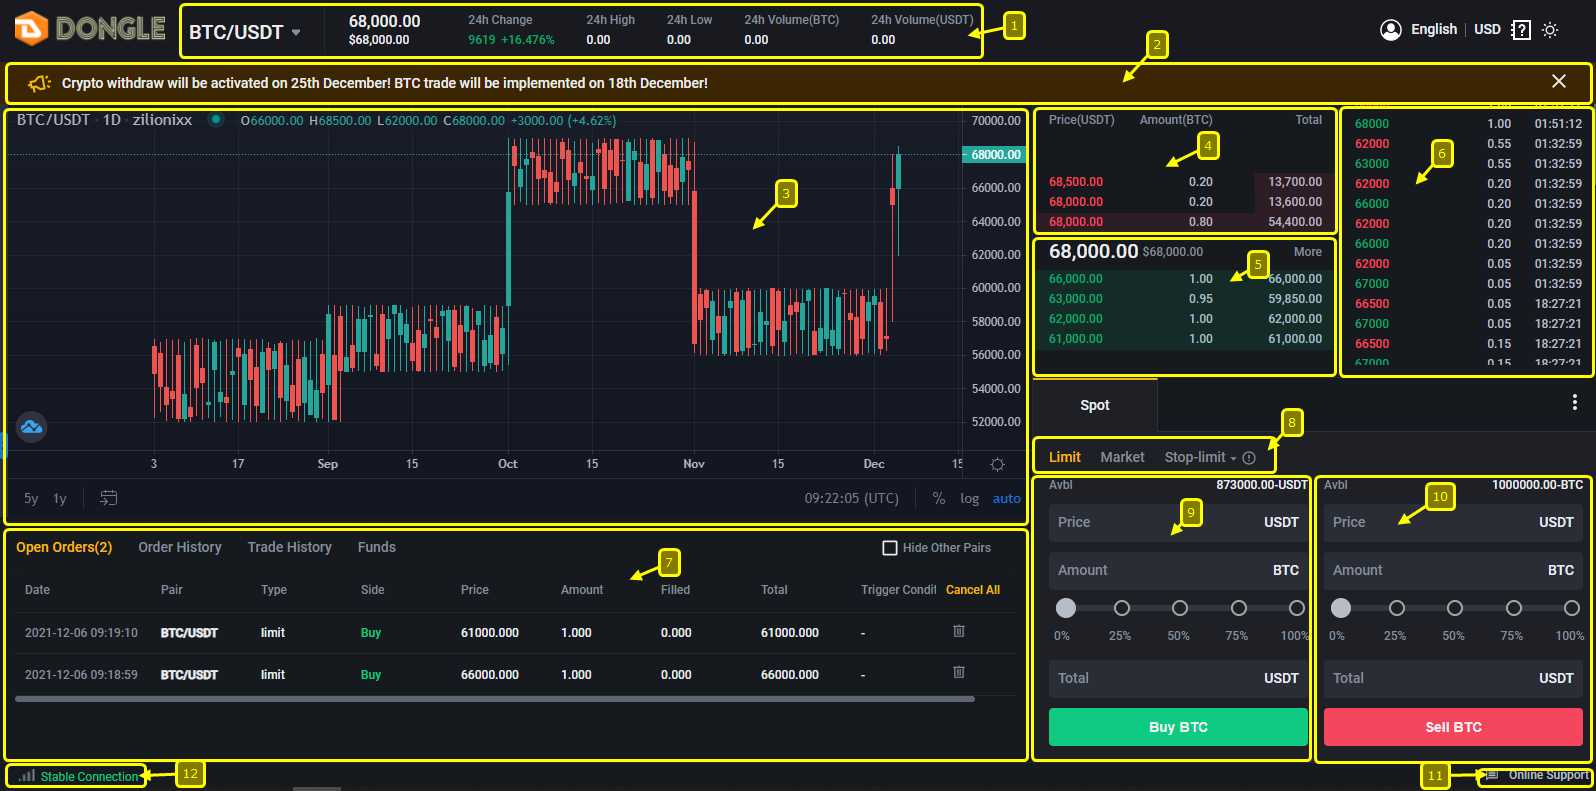 DONGLE
BTC/USDT
68,000.00
$68,000.00
24h Change
9619 +16.476%
24h High
0.00
24h Low
0.00
24h Volume(BTC)
0.00
24h Volume(USDT)
0.00
1
English
USD
2
Crypto withdraw will be activated on 25th December! BTC trade will be implemented on 18th December!
BTC/USDT · 1D · zilionixx
O66000.00 H68500.00 L62000.00 C68000.00 +3000.00 (+4.62%)
3
70000.00
68000.00
66000.00
64000.00
62000.00
60000.00
58000.00
56000.00
54000.00
52000.00
3 17 Sep 15 Oct 15 Nov 15 Dec 15
5y 1y
09:22:05 (UTC)
% log auto
Price(USDT) Amount(BTC) Total
4
68,500.00 0.20 13,700.00
68,000.00 0.20 13,600.00
68,000.00 0.80 54,400.00
68,000.00 $68,000.00 More
5
66,000.00 1.00 66,000.00
63,000.00 0.95 59,850.00
62,000.00 1.00 62,000.00
61,000.00 1.00 61,000.00
6
68000 1.00 01:51:12
62000 0.55 01:32:59
63000 0.55 01:32:59
62000 0.20 01:32:59
66000 0.20 01:32:59
62000 0.20 01:32:59
66000 0.20 01:32:59
62000 0.05 01:32:59
67000 0.05 01:32:59
66500 0.05 18:27:21
67000 0.05 18:27:21
66500 0.15 18:27:21
67000 0.15 18:27:21
Spot
Limit Market Stop-limit
8
Avbl 873000.00-USDT
9
Price USDT
Amount BTC
0% 25% 50% 75% 100%
Total USDT
Buy BTC
Avbl 1000000.00-BTC
10
Price USDT
Amount BTC
0% 25% 50% 75% 100%
Total USDT
Sell BTC
Open Orders(2) Order History Trade History Funds
Hide Other Pairs
7
Date Pair Type Side Price Amount Filled Total Trigger Condit Cancel All
2021-12-06 09:19:10 BTC/USDT limit Buy 61000.000 1.000 0.000 61000.000 -
2021-12-06 09:18:59 BTC/USDT limit Buy 66000.000 1.000 0.000 66000.000 -
Stable Connection
12
11
Online Support